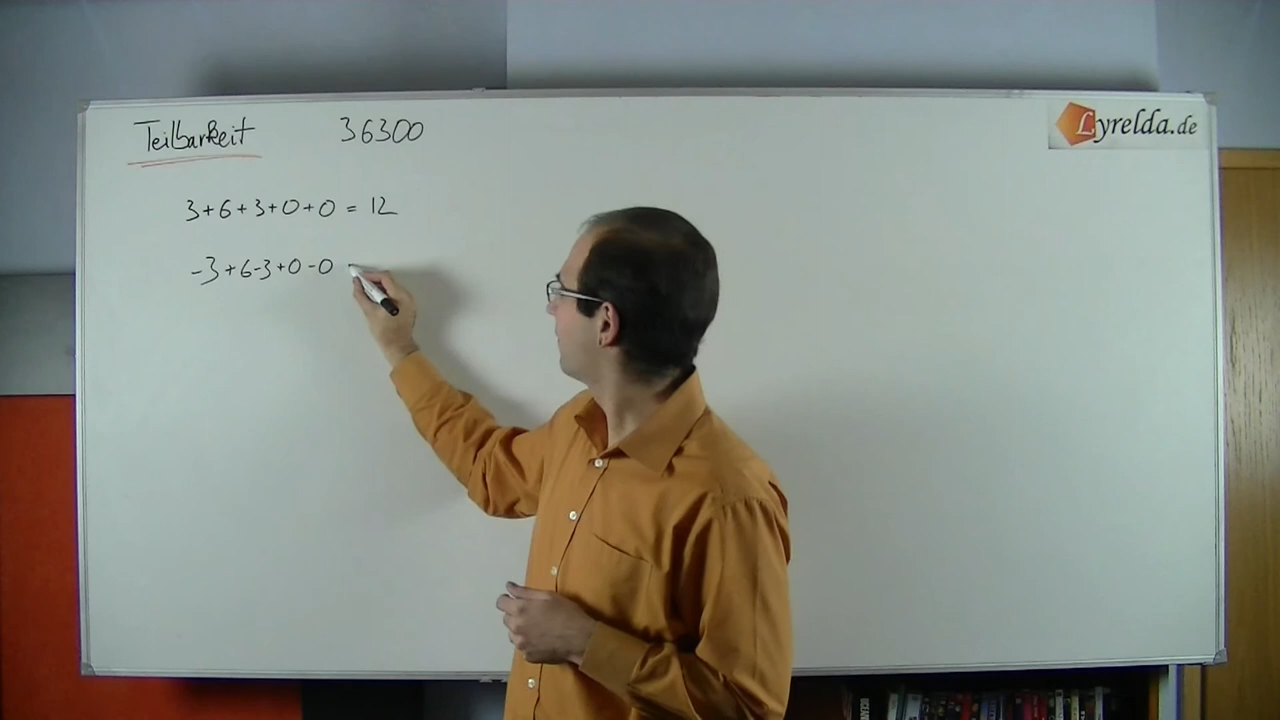 Teilbarkeit 36300
Lyrelda.de
3+6+3+0+0 = 12
-3+6-3+0-0